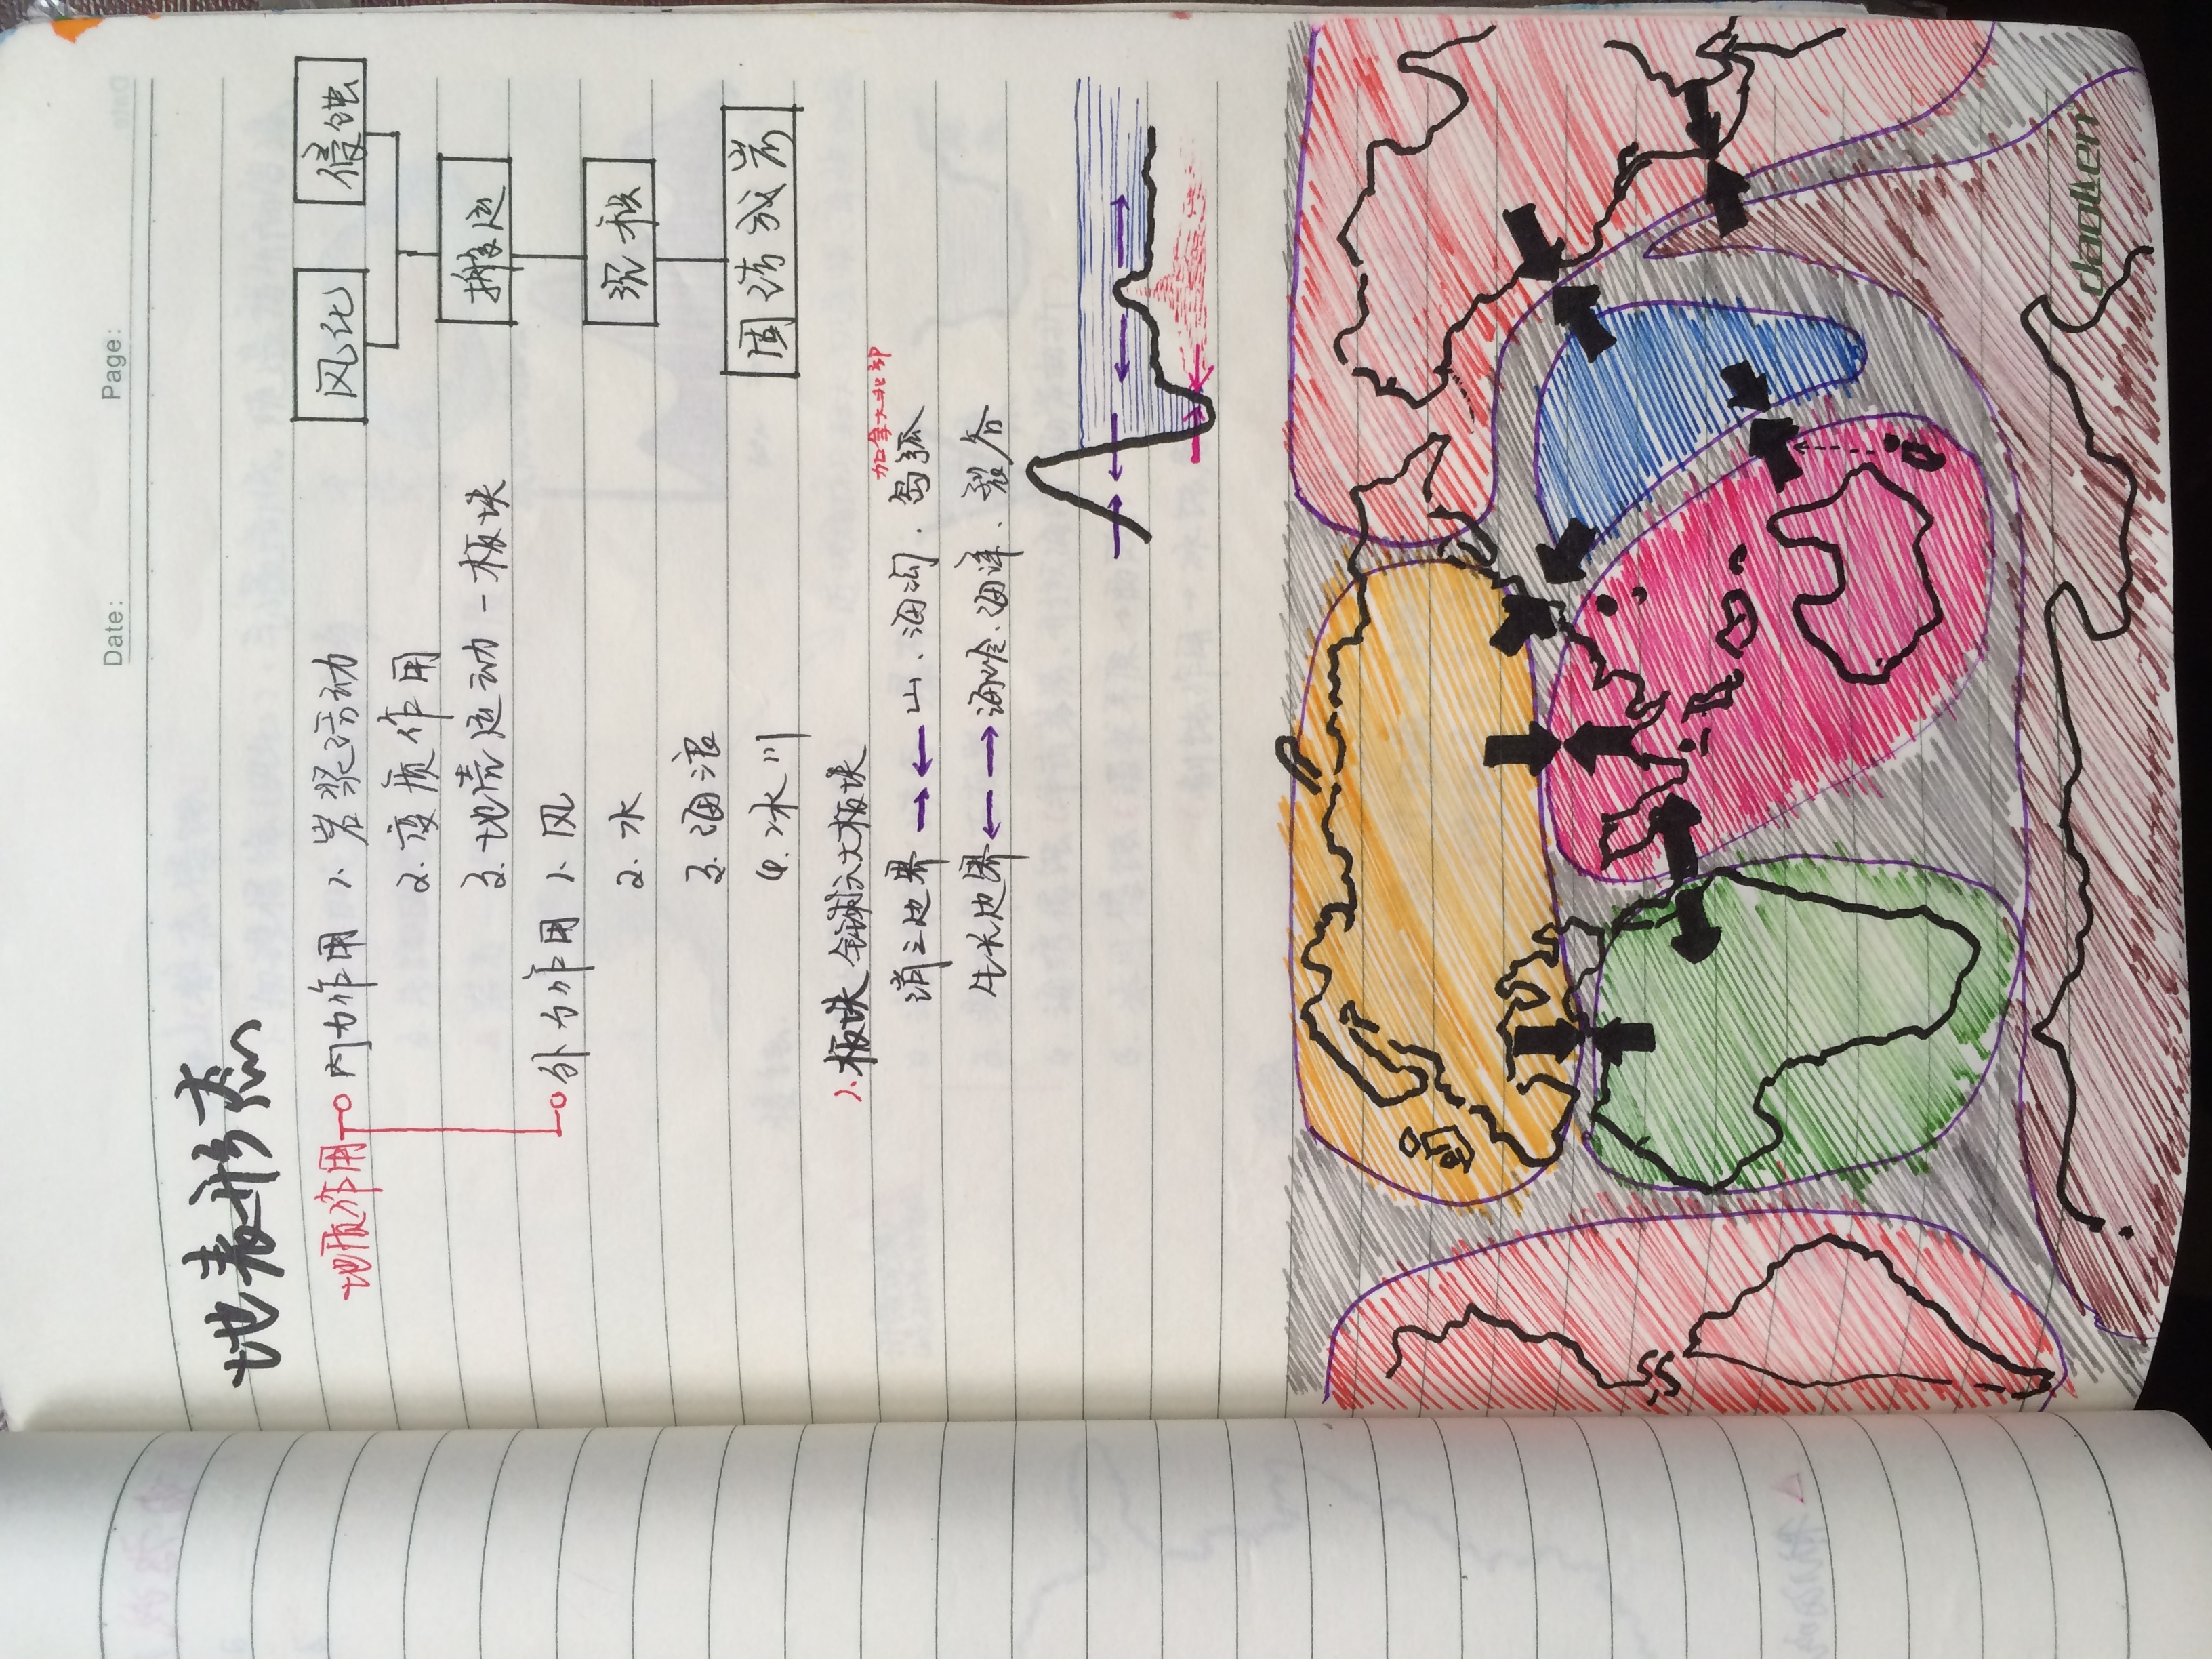 Date:
Page:
地表形态
地质作用
内力作用 1. 岩浆活动
2. 变质作用
3. 地壳运动-板块
外力作用 1. 风
2. 水
3. 海浪
4. 冰川
风化
侵蚀
搬运
沉积
固结成岩
1. 板块 全球六大板块
加拿大北部
消亡边界 →← 山、海沟、岛弧
生长边界 ←→ 海岭、海洋、裂谷
daolen